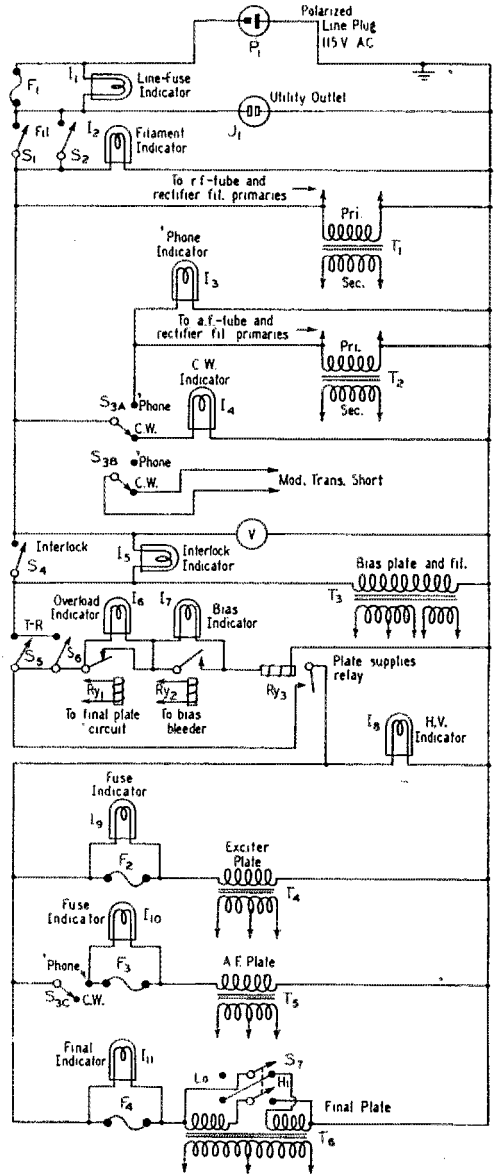 Polarized
Line Plug
115 V AC
P₁
F₁
I₁
Line-Fuse
Indicator
Utility Outlet
J₁
Fil
S₁
S₂
I₂
Filament
Indicator
To r.f.-tube and
rectifier fil. primaries
Pri.
T₁
Sec.
'Phone
Indicator
I₃
To a.f.-tube and
rectifier fil. primaries
Pri.
T₂
Sec.
C.W.
Indicator
I₄
S₃A
'Phone
C.W.
S₃B
'Phone
C.W.
Mod. Trans. Short
V
Interlock
S₄
I₅
Interlock
Indicator
Bias plate and fil.
T₃
T-R
S₅
S₆
Overload
Indicator
I₆
I₇
Bias
Indicator
Ry₁
To final plate
circuit
Ry₂
To bias
bleeder
Ry₃
Plate supplies
relay
I₈
H.V.
Indicator
Fuse
Indicator
I₉
F₂
Exciter
Plate
T₄
Fuse
Indicator
I₁₀
'Phone
F₃
S₃C
C.W.
A.F. Plate
T₅
Final
Indicator
I₁₁
F₄
Lo
S₇
Hi
Final Plate
T₆